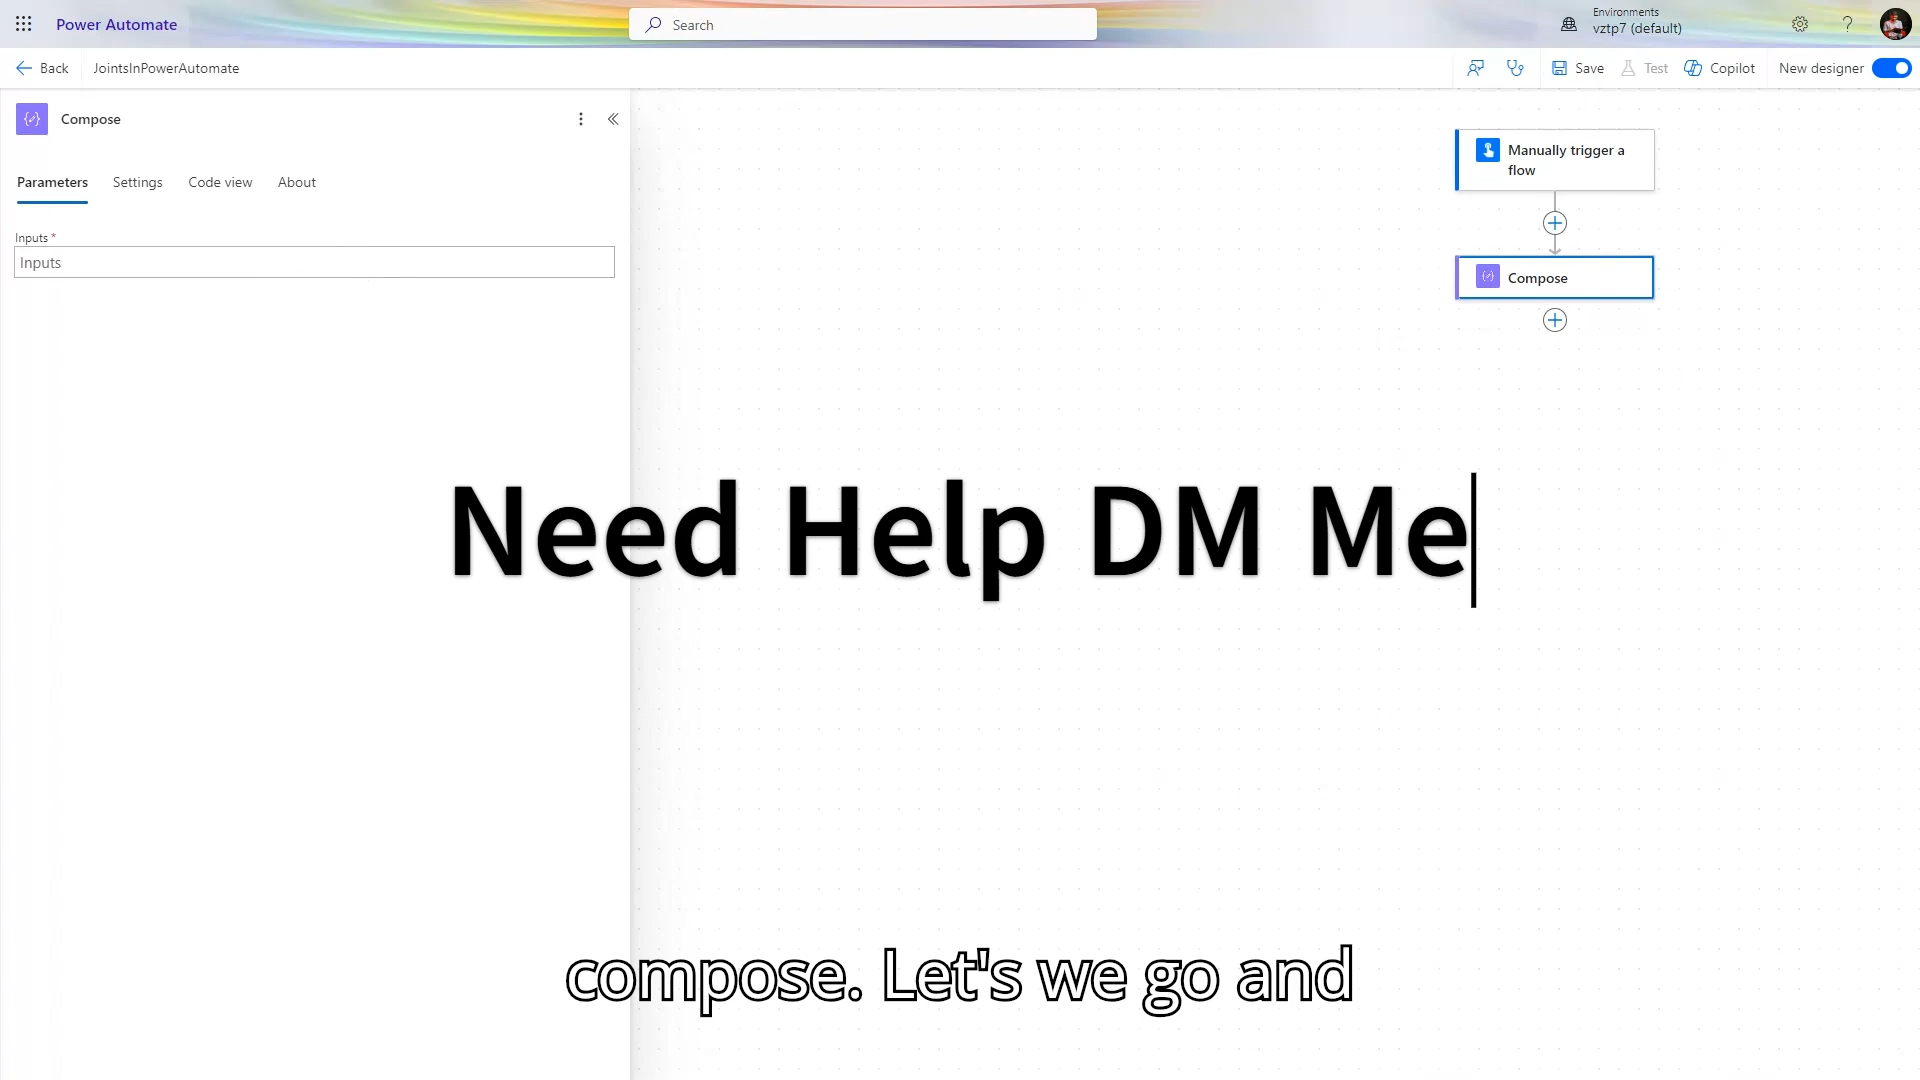 Power Automate
Search
Environments
vztp7 (default)
?
Back
JointsInPowerAutomate
Save
Test
Copilot
New designer
Compose
Parameters
Settings
Code view
About
Inputs *
Inputs
Manually trigger a
flow
Compose
Need Help DM Me
compose. Let's we go and